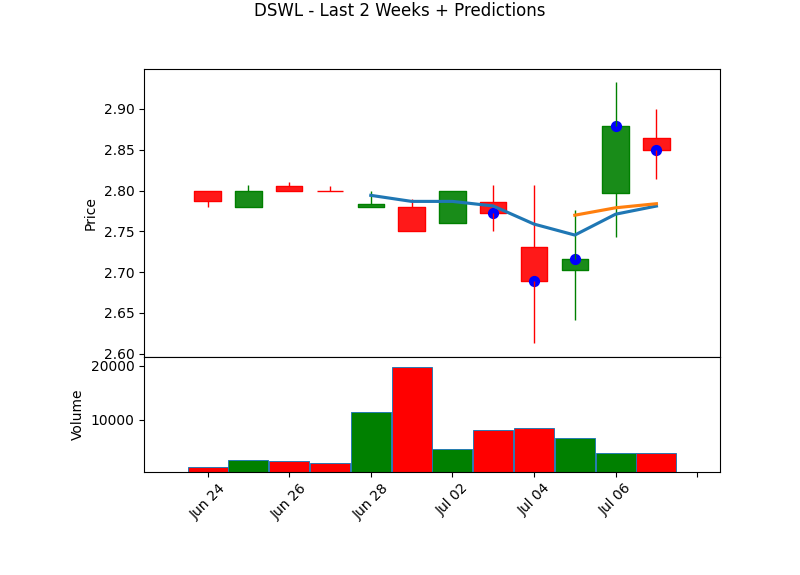 DSWL - Last 2 Weeks + Predictions
Price
2.90
2.85
2.80
2.75
2.70
2.65
2.60
Volume
20000
10000
Jun 24
Jun 26
Jun 28
Jul 02
Jul 04
Jul 06